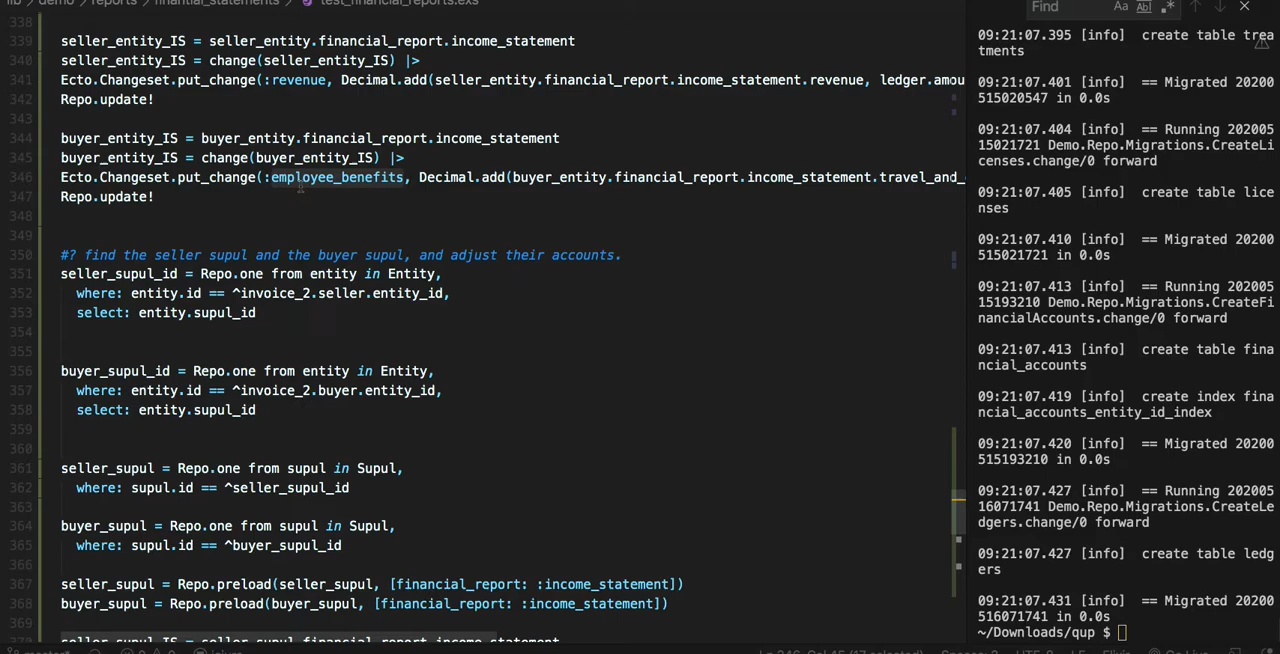 lib / demo / reports / finantial_statements / test_financial_reports.exs
338
339 seller_entity_IS = seller_entity.financial_report.income_statement
340 seller_entity_IS = change(seller_entity_IS) |>
341 Ecto.Changeset.put_change(:revenue, Decimal.add(seller_entity.financial_report.income_statement.revenue, ledger.amou
342 Repo.update!
343
344 buyer_entity_IS = buyer_entity.financial_report.income_statement
345 buyer_entity_IS = change(buyer_entity_IS) |>
346 Ecto.Changeset.put_change(:employee_benefits, Decimal.add(buyer_entity.financial_report.income_statement.travel_and_
347 Repo.update!
348
349
350 #? find the seller supul and the buyer supul, and adjust their accounts.
351 seller_supul_id = Repo.one from entity in Entity,
352 where: entity.id == ^invoice_2.seller.entity_id,
353 select: entity.supul_id
354
355
356 buyer_supul_id = Repo.one from entity in Entity,
357 where: entity.id == ^invoice_2.buyer.entity_id,
358 select: entity.supul_id
359
360
361 seller_supul = Repo.one from supul in Supul,
362 where: supul.id == ^seller_supul_id
363
364 buyer_supul = Repo.one from supul in Supul,
365 where: supul.id == ^buyer_supul_id
366
367 seller_supul = Repo.preload(seller_supul, [financial_report: :income_statement])
368 buyer_supul = Repo.preload(buyer_supul, [financial_report: :income_statement])
369
370 seller_supul_IS = seller_supul.financial_report.income_statement
Find Aa Ab|
09:21:07.395 [info] create table trea
tments
09:21:07.401 [info] == Migrated 20200
515020547 in 0.0s
09:21:07.404 [info] == Running 202005
15021721 Demo.Repo.Migrations.CreateLi
censes.change/0 forward
09:21:07.405 [info] create table lice
nses
09:21:07.410 [info] == Migrated 20200
515021721 in 0.0s
09:21:07.413 [info] == Running 202005
15193210 Demo.Repo.Migrations.CreateFi
nancialAccounts.change/0 forward
09:21:07.413 [info] create table fina
ncial_accounts
09:21:07.419 [info] create index fina
ncial_accounts_entity_id_index
09:21:07.420 [info] == Migrated 20200
515193210 in 0.0s
09:21:07.427 [info] == Running 202005
16071741 Demo.Repo.Migrations.CreateLe
dgers.change/0 forward
09:21:07.427 [info] create table ledg
ers
09:21:07.431 [info] == Migrated 20200
516071741 in 0.0s
~/Downloads/qup $